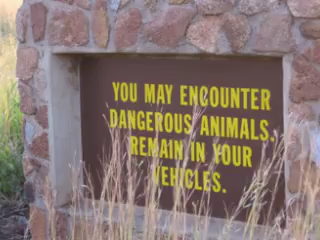 YOU MAY ENCOUNTER
DANGEROUS ANIMALS.
REMAIN IN YOUR
VEHICLES.